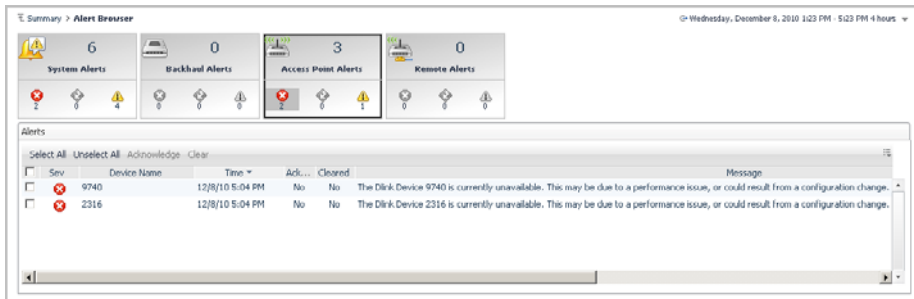 Summary > Alert Browser
Wednesday, December 8, 2010 1:23 PM - 5:23 PM 4 hours
6
System Alerts
2 0 4
0
Backhaul Alerts
0 0 0
3
Access Point Alerts
2 0 1
0
Remote Alerts
0 0 0
Alerts
Select All Unselect All Acknowledge Clear
Sev Device Name Time Ack... Cleared Message
9740 12/8/10 5:04 PM No No The Dlink Device 9740 is currently unavailable. This may be due to a performance issue, or could result from a configuration change.
2316 12/8/10 5:04 PM No No The Dlink Device 2316 is currently unavailable. This may be due to a performance issue, or could result from a configuration change.